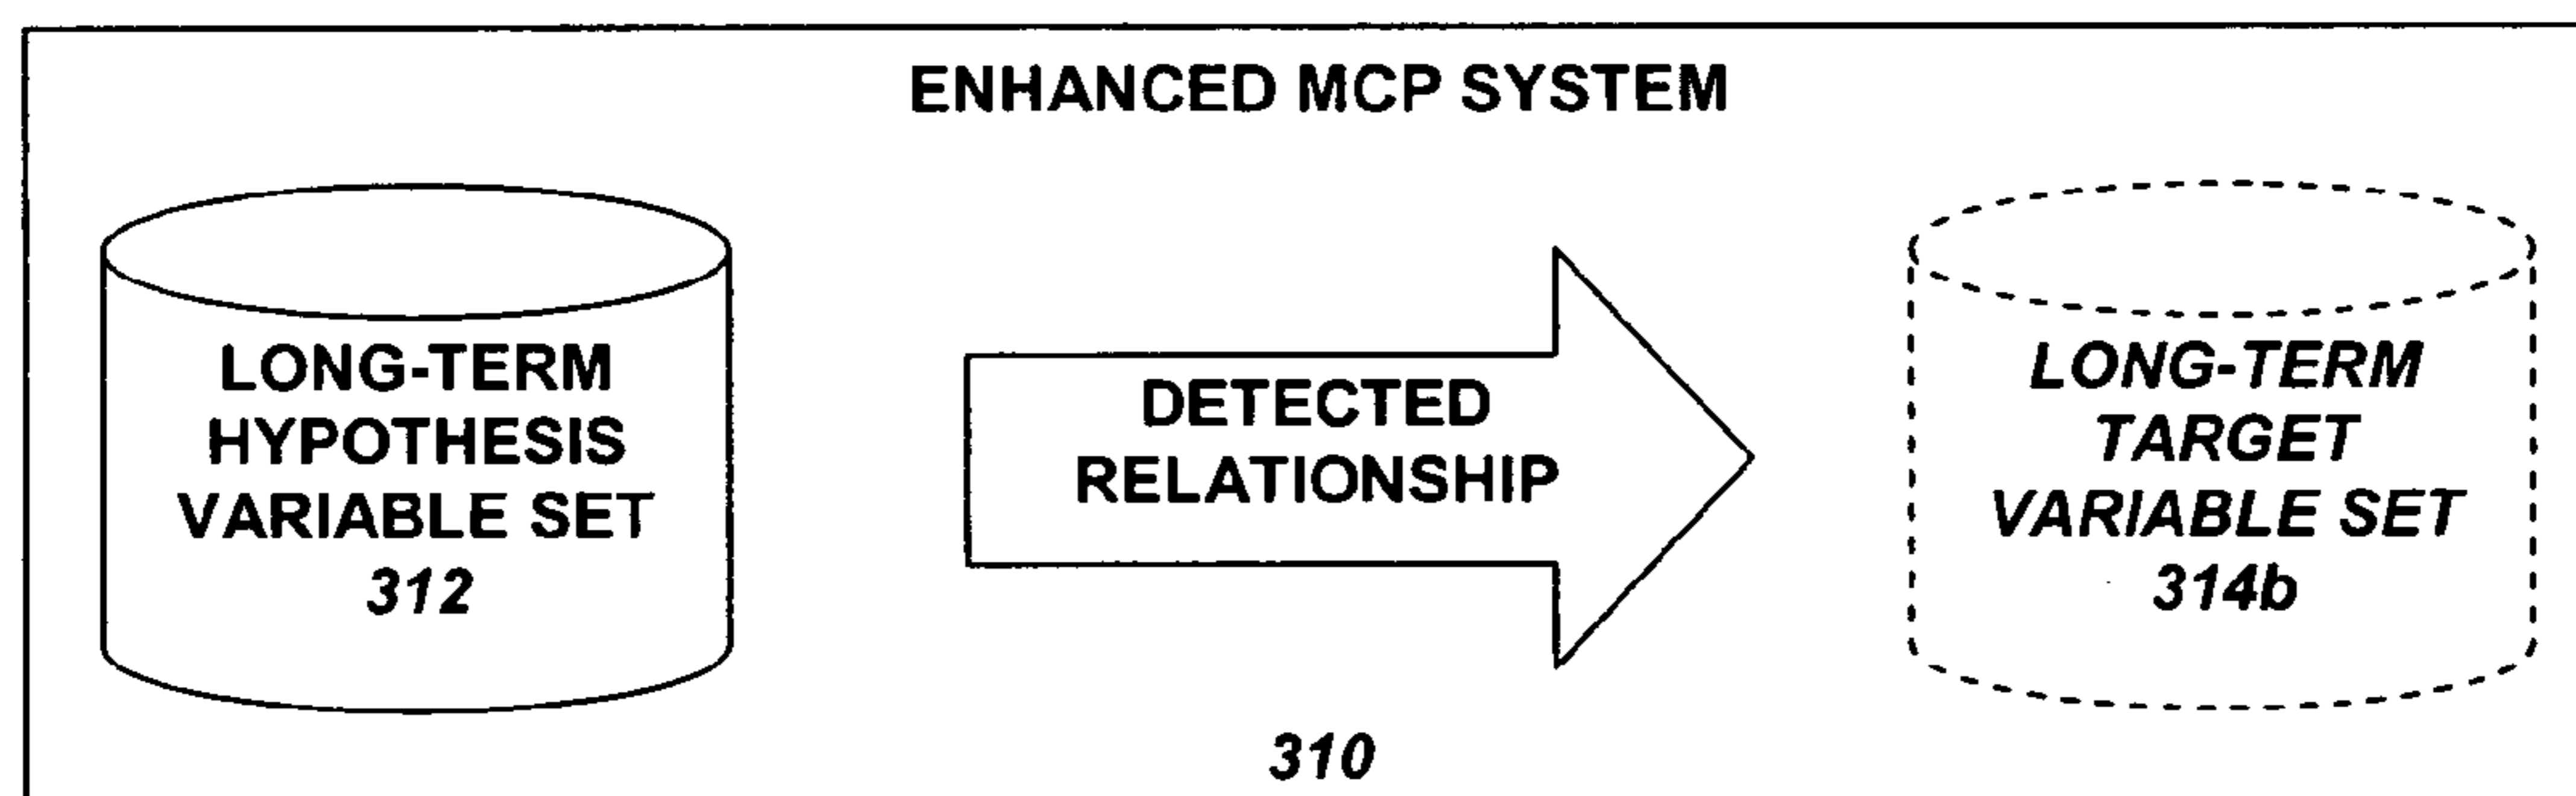 ENHANCED MCP SYSTEM
LONG-TERM
HYPOTHESIS
VARIABLE SET
312
DETECTED
RELATIONSHIP
LONG-TERM
TARGET
VARIABLE SET
314b
310